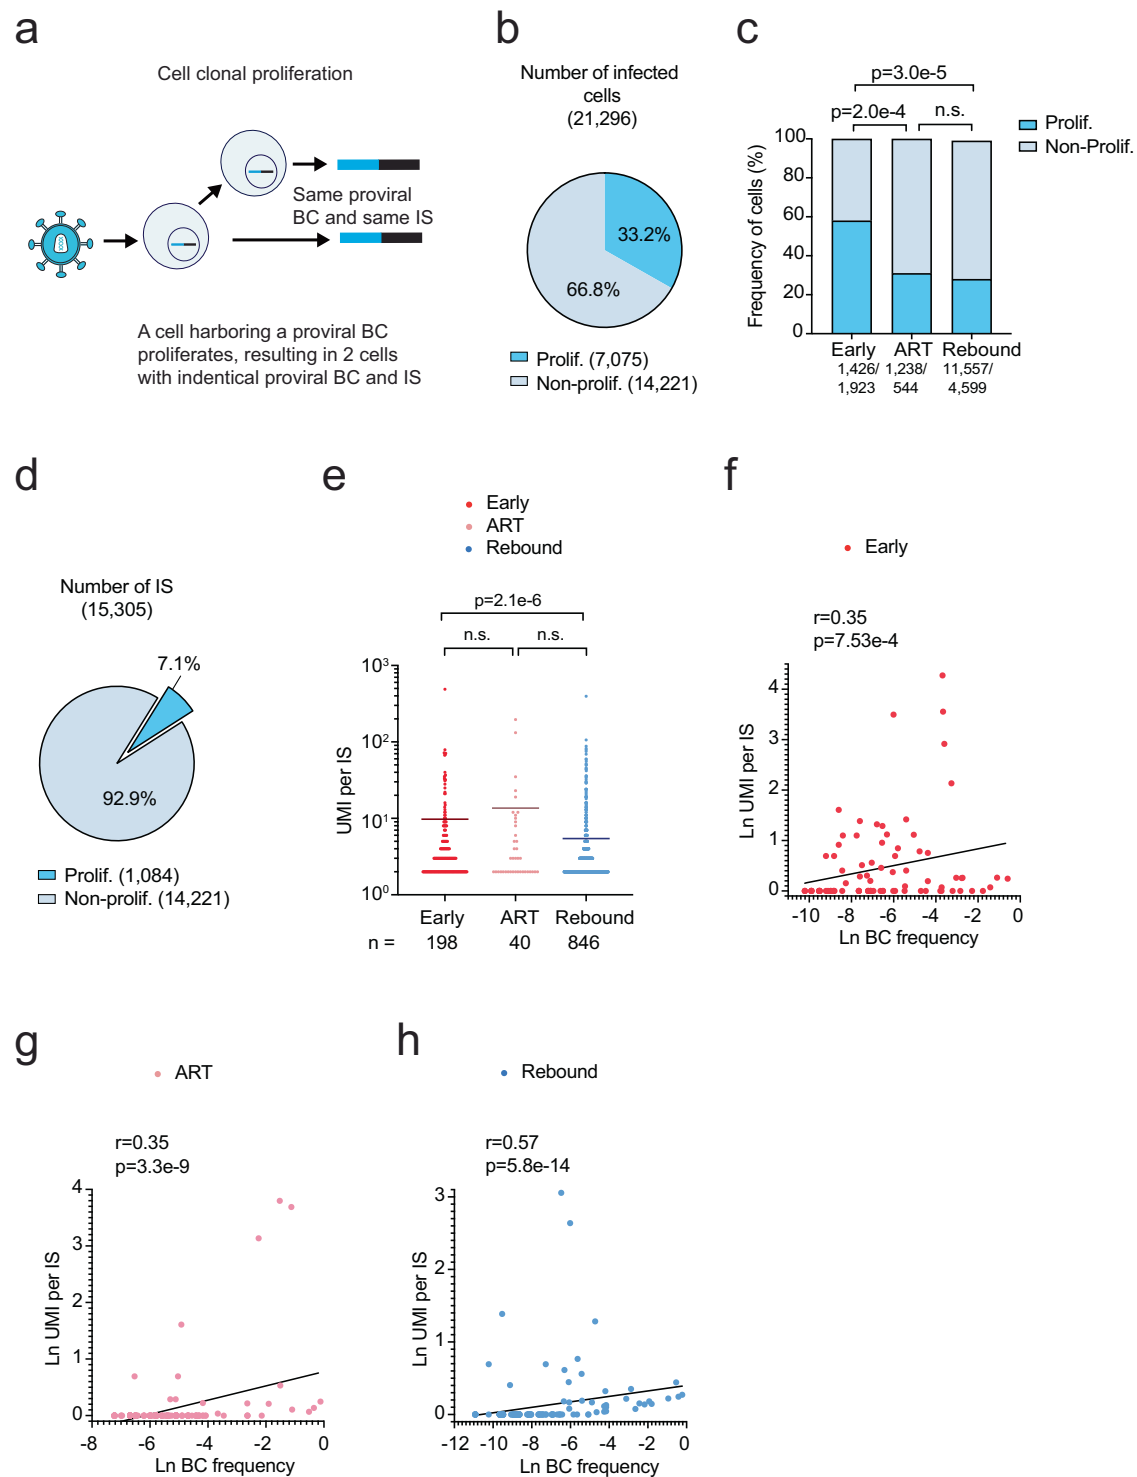 a
Cell clonal proliferation
Same proviral
BC and same IS
A cell harboring a proviral BC
proliferates, resulting in 2 cells
with indentical proviral BC and IS
b
Number of infected
cells
(21,296)
33.2%
66.8%
Prolif. (7,075)
Non-prolif. (14,221)
c
p=3.0e-5
p=2.0e-4
n.s.
Prolif.
Non-Prolif.
Frequency of cells (%)
100
80
60
40
20
0
Early ART Rebound
1,426/ 1,238/ 11,557/
1,923 544 4,599
d
Number of IS
(15,305)
7.1%
92.9%
Prolif. (1,084)
Non-prolif. (14,221)
e
Early
ART
Rebound
p=2.1e-6
n.s. n.s.
UMI per IS
10³
10²
10¹
10⁰
Early ART Rebound
n = 198 40 846
f
Early
r=0.35
p=7.53e-4
Ln UMI per IS
4
3
2
1
0
-10 -8 -6 -4 -2 0
Ln BC frequency
g
ART
r=0.35
p=3.3e-9
Ln UMI per IS
4
3
2
1
0
-8 -6 -4 -2 0
Ln BC frequency
h
Rebound
r=0.57
p=5.8e-14
Ln UMI per IS
3
2
1
0
-12 -10 -8 -6 -4 -2 0
Ln BC frequency